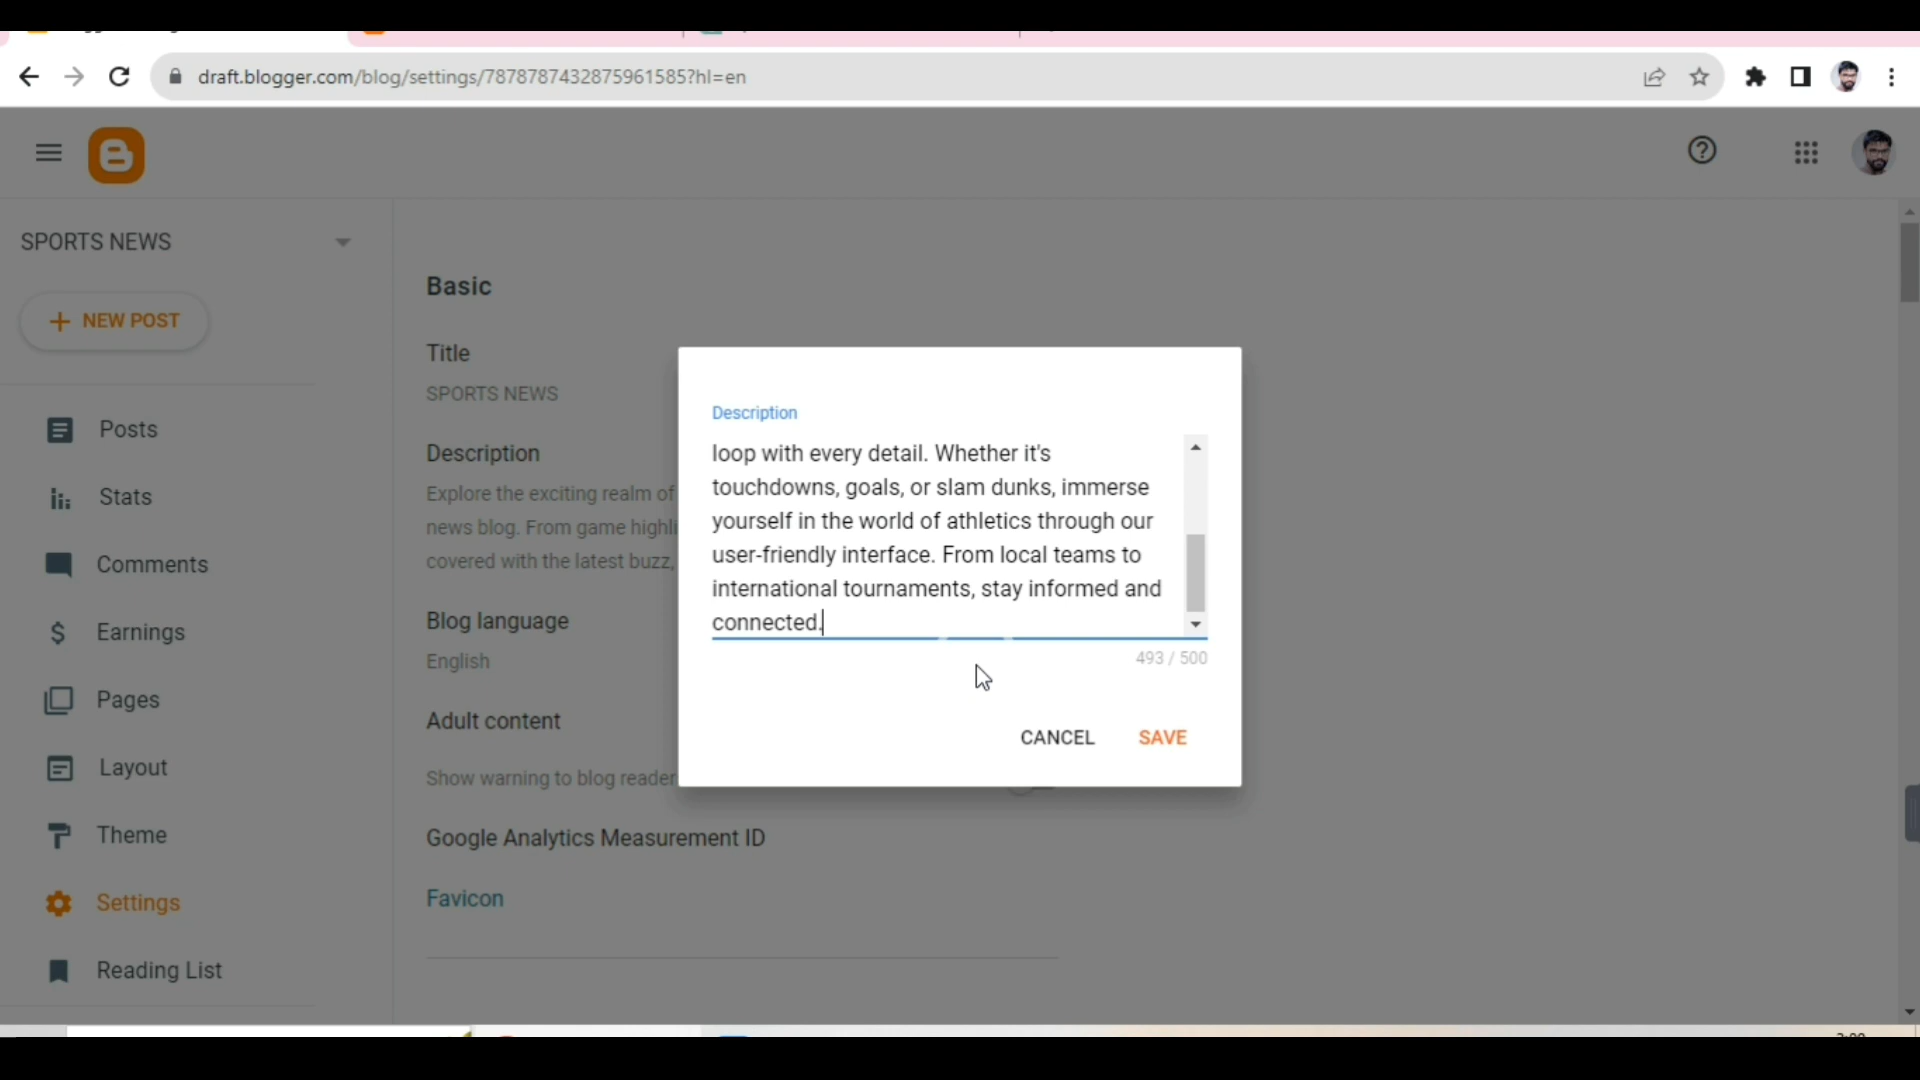 draft.blogger.com/blog/settings/7878787432875961585?hl=en
SPORTS NEWS
NEW POST
Posts
Stats
Comments
Earnings
Pages
Layout
Theme
Settings
Reading List
Basic
Title
SPORTS NEWS
Description
Explore the exciting realm of
news blog. From game highli
covered with the latest buzz,
Blog language
English
Adult content
Show warning to blog reader
Google Analytics Measurement ID
Favicon
Description
loop with every detail. Whether it's
touchdowns, goals, or slam dunks, immerse
yourself in the world of athletics through our
user-friendly interface. From local teams to
international tournaments, stay informed and
connected.
493 / 500
CANCEL
SAVE